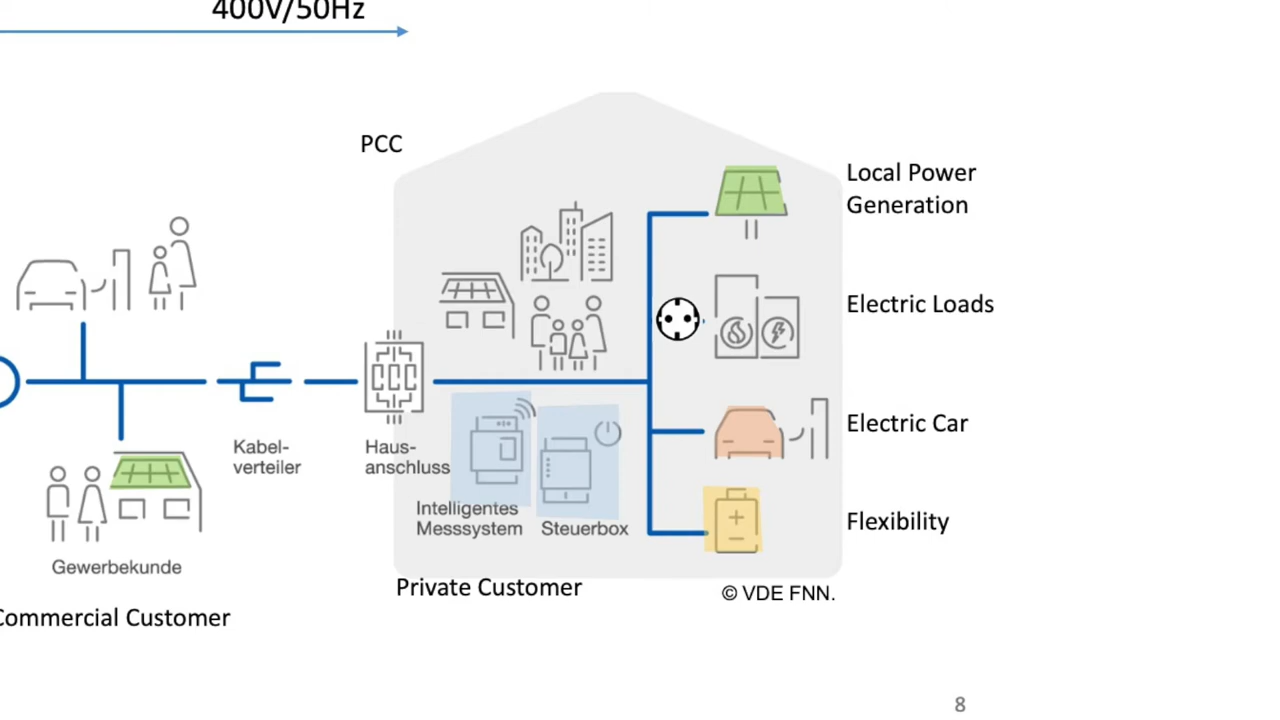 400V/50Hz
PCC
Local Power
Generation
Electric Loads
Electric Car
Flexibility
Kabel-
verteiler
Haus-
anschluss
Intelligentes
Messsystem
Steuerbox
Gewerbekunde
Private Customer
© VDE FNN.
Commercial Customer
8